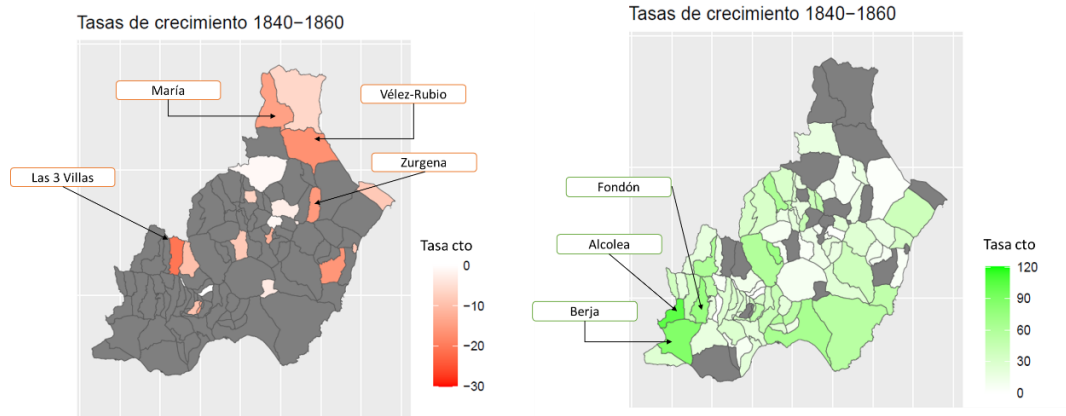 Tasas de crecimiento 1840−1860
María
Vélez-Rubio
Zurgena
Las 3 Villas
Tasa cto
0
−10
−20
−30
Tasas de crecimiento 1840−1860
Fondón
Alcolea
Berja
Tasa cto
120
90
60
30
0